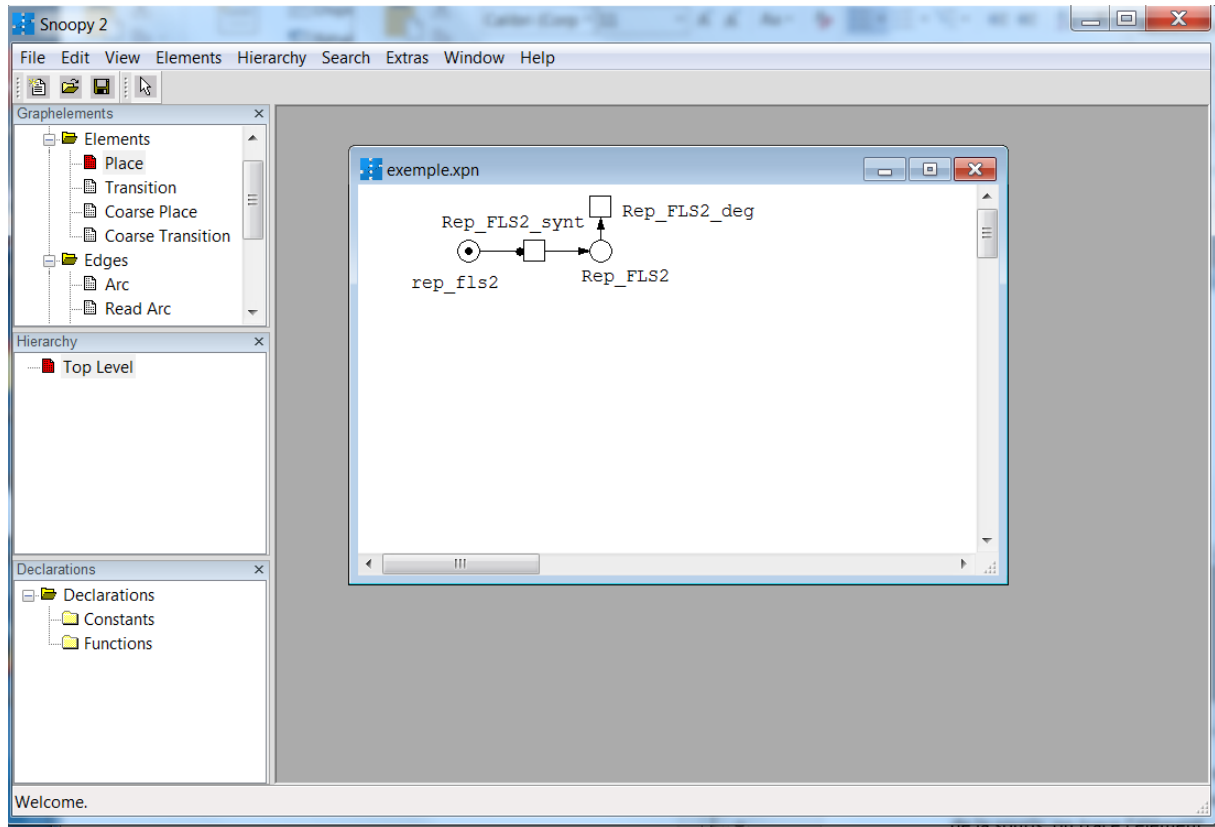 Snoopy 2
File Edit View Elements Hierarchy Search Extras Window Help
Graphelements
Elements
Place
Transition
Coarse Place
Coarse Transition
Edges
Arc
Read Arc
Hierarchy
Top Level
Declarations
Declarations
Constants
Functions
exemple.xpn
Rep_FLS2_deg
Rep_FLS2_synt
rep_fls2
Rep_FLS2
Welcome.